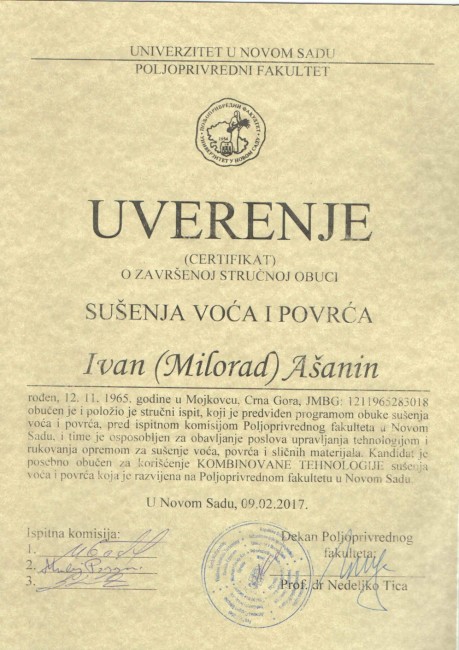 UNIVERZITET U NOVOM SADU
POLJOPRIVREDNI FAKULTET
UVERENJE
(CERTIFIKAT)
O ZAVRŠENOJ STRUČNOJ OBUCI
SUŠENJA VOĆA I POVRĆA
Ivan (Milorad) Ašanin
rođen, 12. 11. 1965. godine u Mojkovcu, Crna Gora, JMBG: 1211965283018
obučen je i položio je stručni ispit, koji je predviđen programom obuke sušenja
voća i povrća, pred ispitnom komisijom Poljoprivrednog fakulteta u Novom
Sadu, i time je osposobljen za obavljanje poslova upravljanja tehnologijom i
rukovanja opremom za sušenje voća, povrća i sličnih materijala. Kandidat je
posebno obučen za korišćenje KOMBINOVANE TEHNOLOGIJE sušenja
voća i povrća koja je razvijena na Poljoprivrednom fakultetu u Novom Sadu.
U Novom Sadu, 09.02.2017.
Ispitna komisija:
1.
2.
3.
Dekan Poljoprivrednog
fakulteta:
Prof. dr Nedeljko Tica